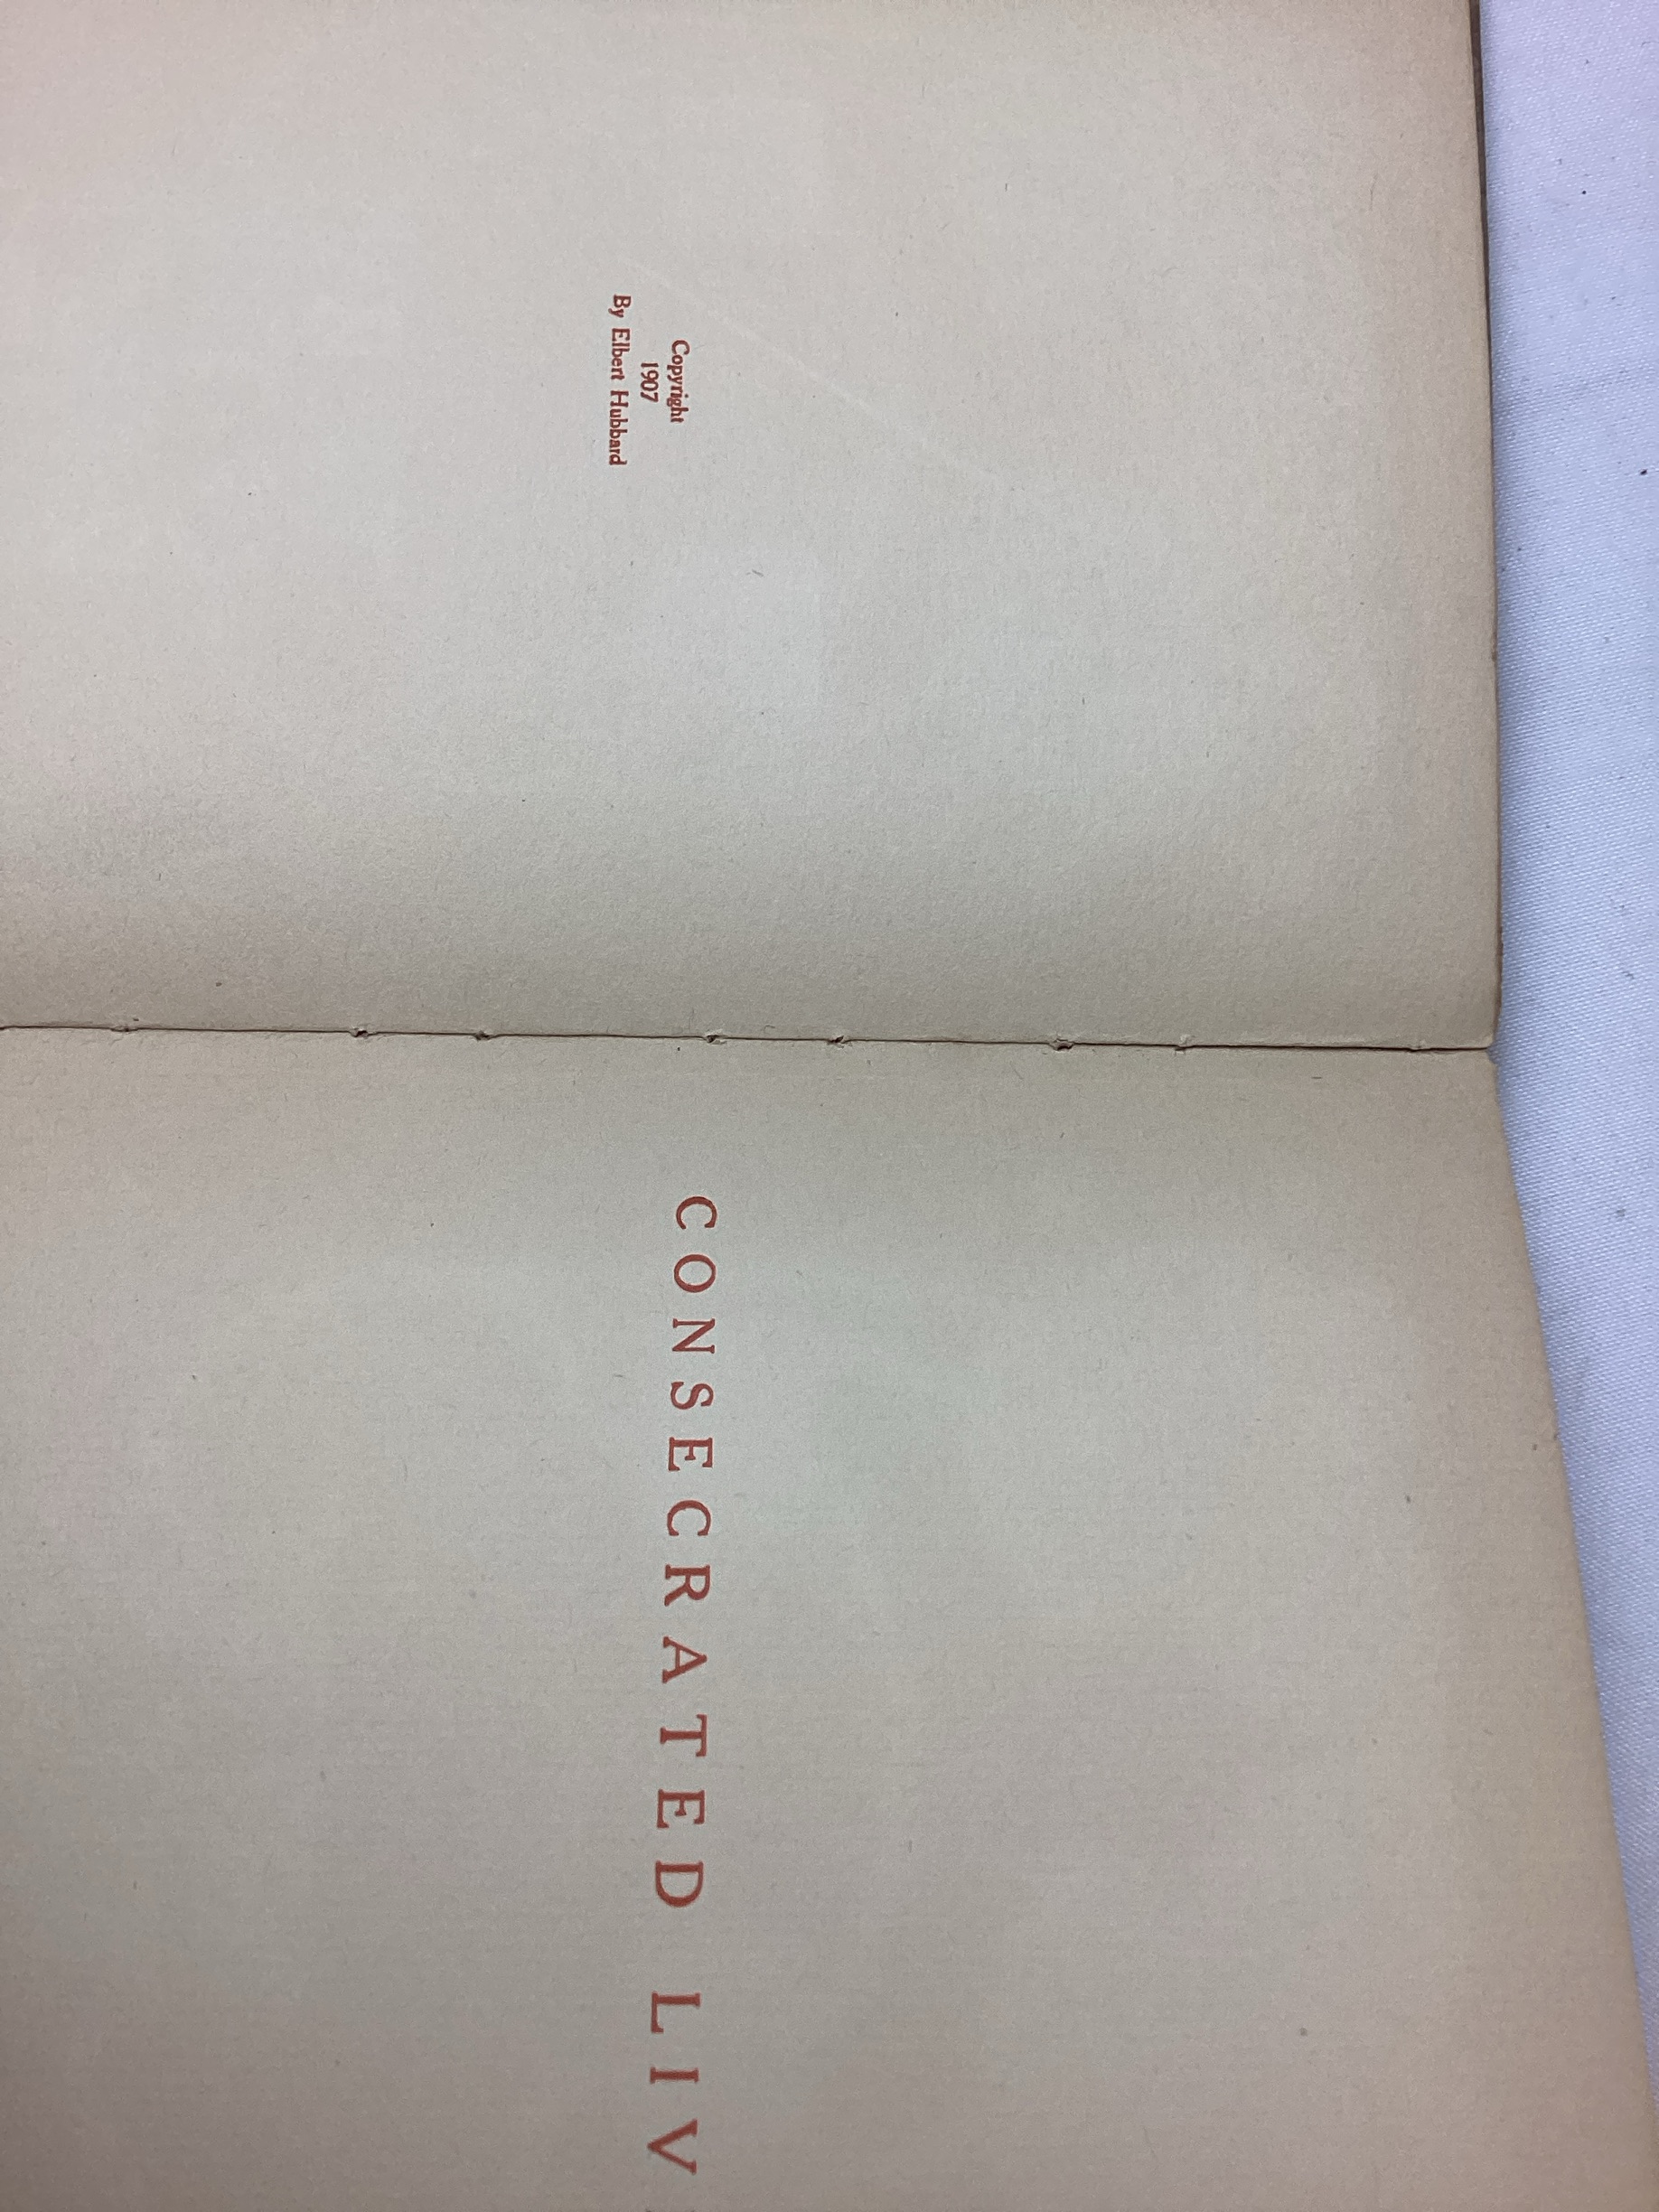 Copyright
1907
By Elbert Hubbard
CONSECRATED LIV